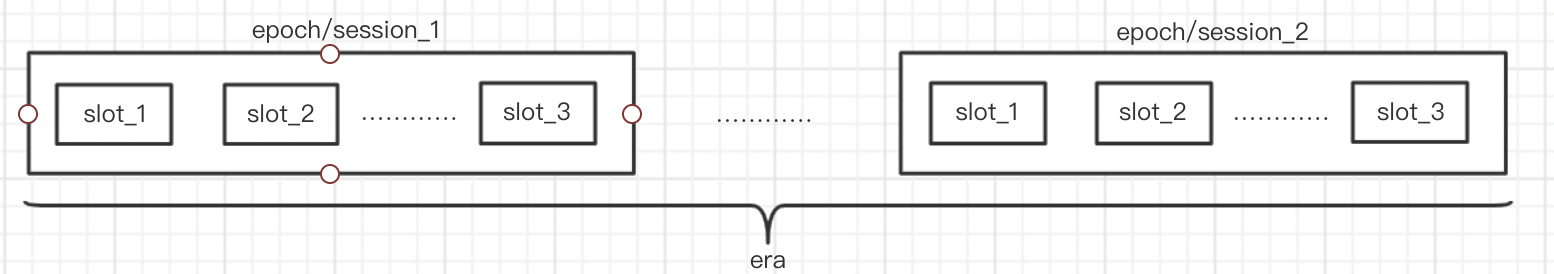 epoch/session_1
epoch/session_2
slot_1
slot_2
............
slot_3
............
slot_1
slot_2
............
slot_3
era